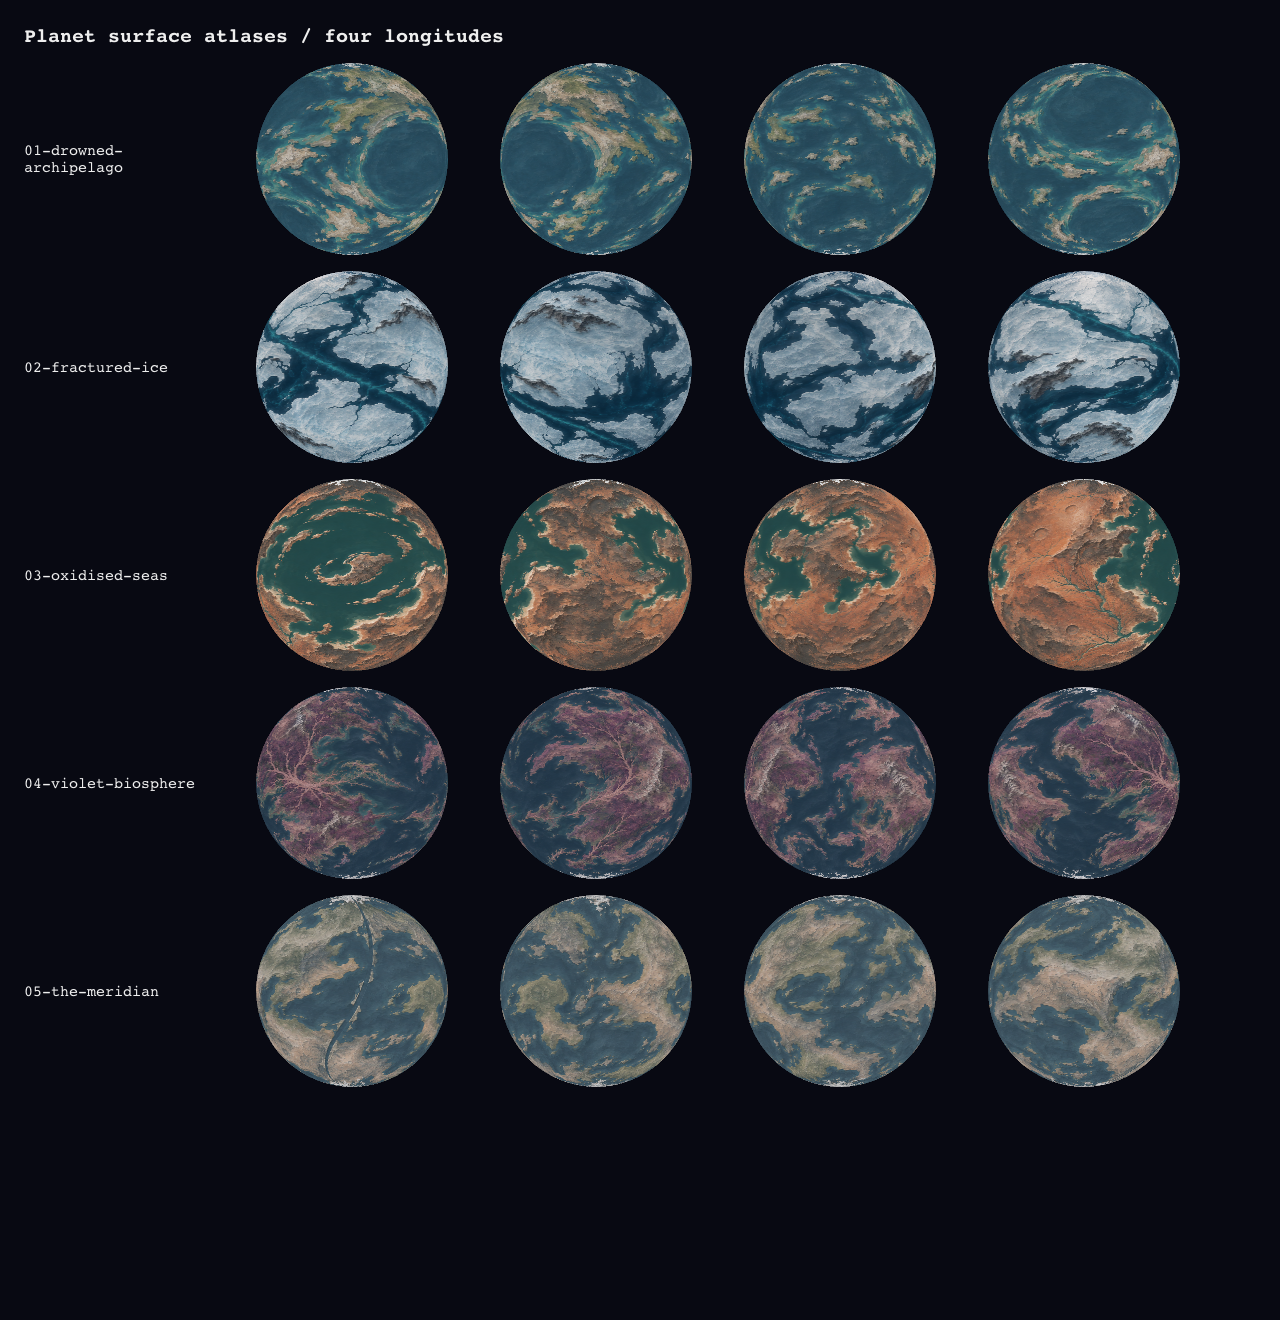 Planet surface atlases / four longitudes
01-drowned-
archipelago
02-fractured-ice
03-oxidised-seas
04-violet-biosphere
05-the-meridian